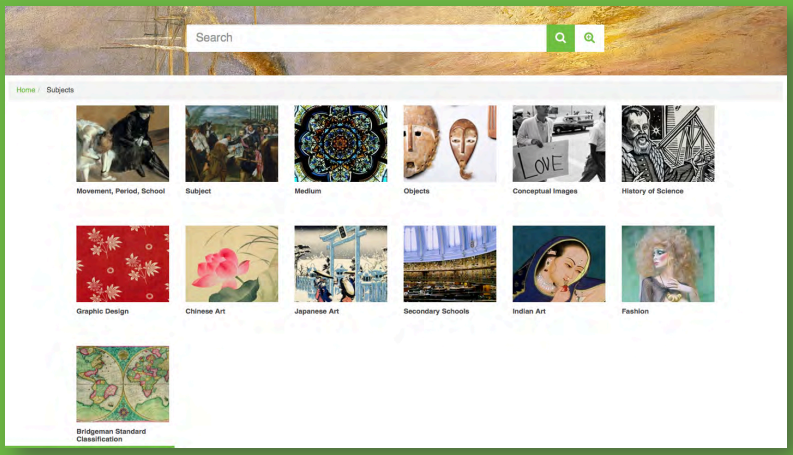 Search
Home / Subjects
Movement, Period, School
Subject
Medium
Objects
LOVE
Conceptual Images
History of Science
Graphic Design
Chinese Art
Japanese Art
Secondary Schools
Indian Art
Fashion
Bridgeman Standard
Classification